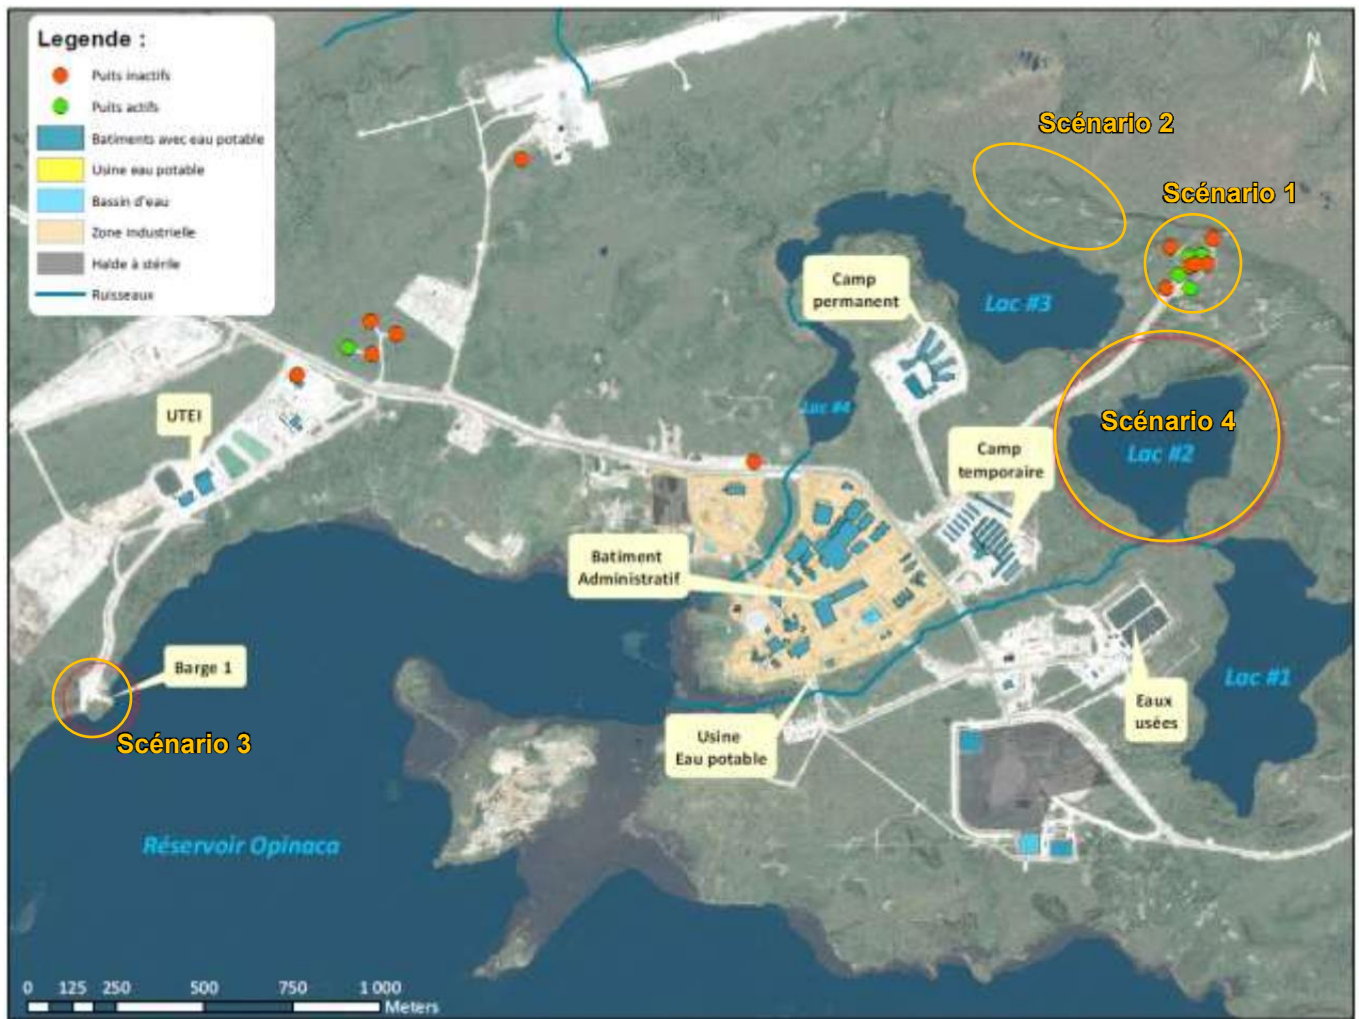 Legende :
Puits inactifs
Puits actifs
Batiments avec eau potable
Usine eau potable
Bassin d'eau
Zone industrielle
Halde à stérile
Ruisseaux
N
Scénario 2
Scénario 1
Camp
permanent
Lac #3
Lac #4
Scénario 4
Lac #2
UTEI
Camp
temporaire
Batiment
Administratif
Barge 1
Scénario 3
Lac #1
Eaux
usées
Usine
Eau potable
Réservoir Opinaca
0 125 250 500 750 1 000
Meters